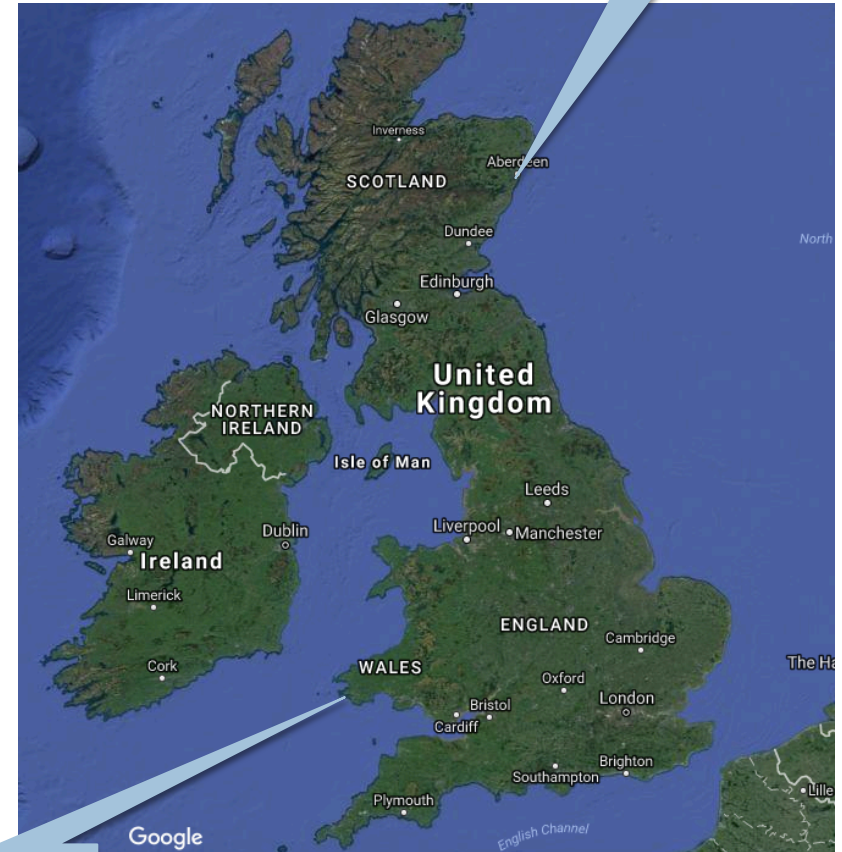 Inverness
Aberdeen
SCOTLAND
Dundee
North
Edinburgh
Glasgow
United
Kingdom
NORTHERN
IRELAND
Isle of Man
Leeds
Dublin
Liverpool
Manchester
Galway
Ireland
Limerick
ENGLAND
Cambridge
Cork
WALES
The Ha
Oxford
London
Bristol
Cardiff
Brighton
Southampton
Lille
Plymouth
English Channel
Google